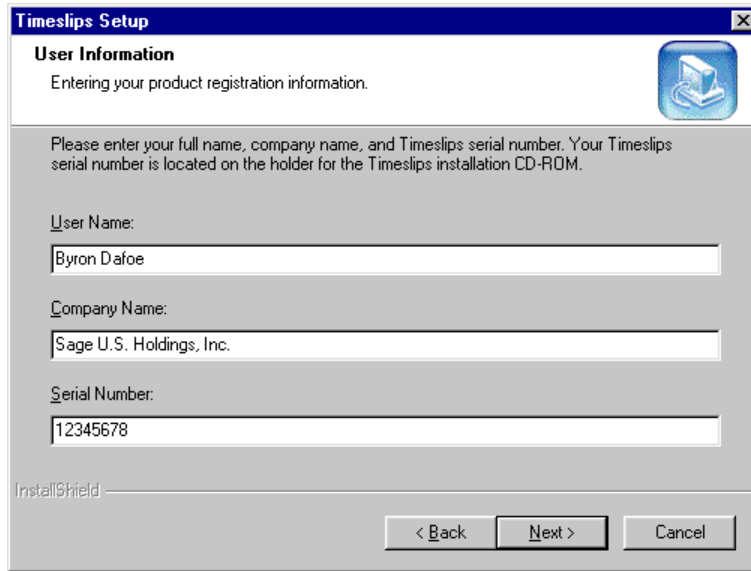 Timeslips Setup
User Information
Entering your product registration information.
Please enter your full name, company name, and Timeslips serial number. Your Timeslips
serial number is located on the holder for the Timeslips installation CD-ROM.
User Name:
Byron Dafoe
Company Name:
Sage U.S. Holdings, Inc.
Serial Number:
12345678
InstallShield
< Back Next > Cancel